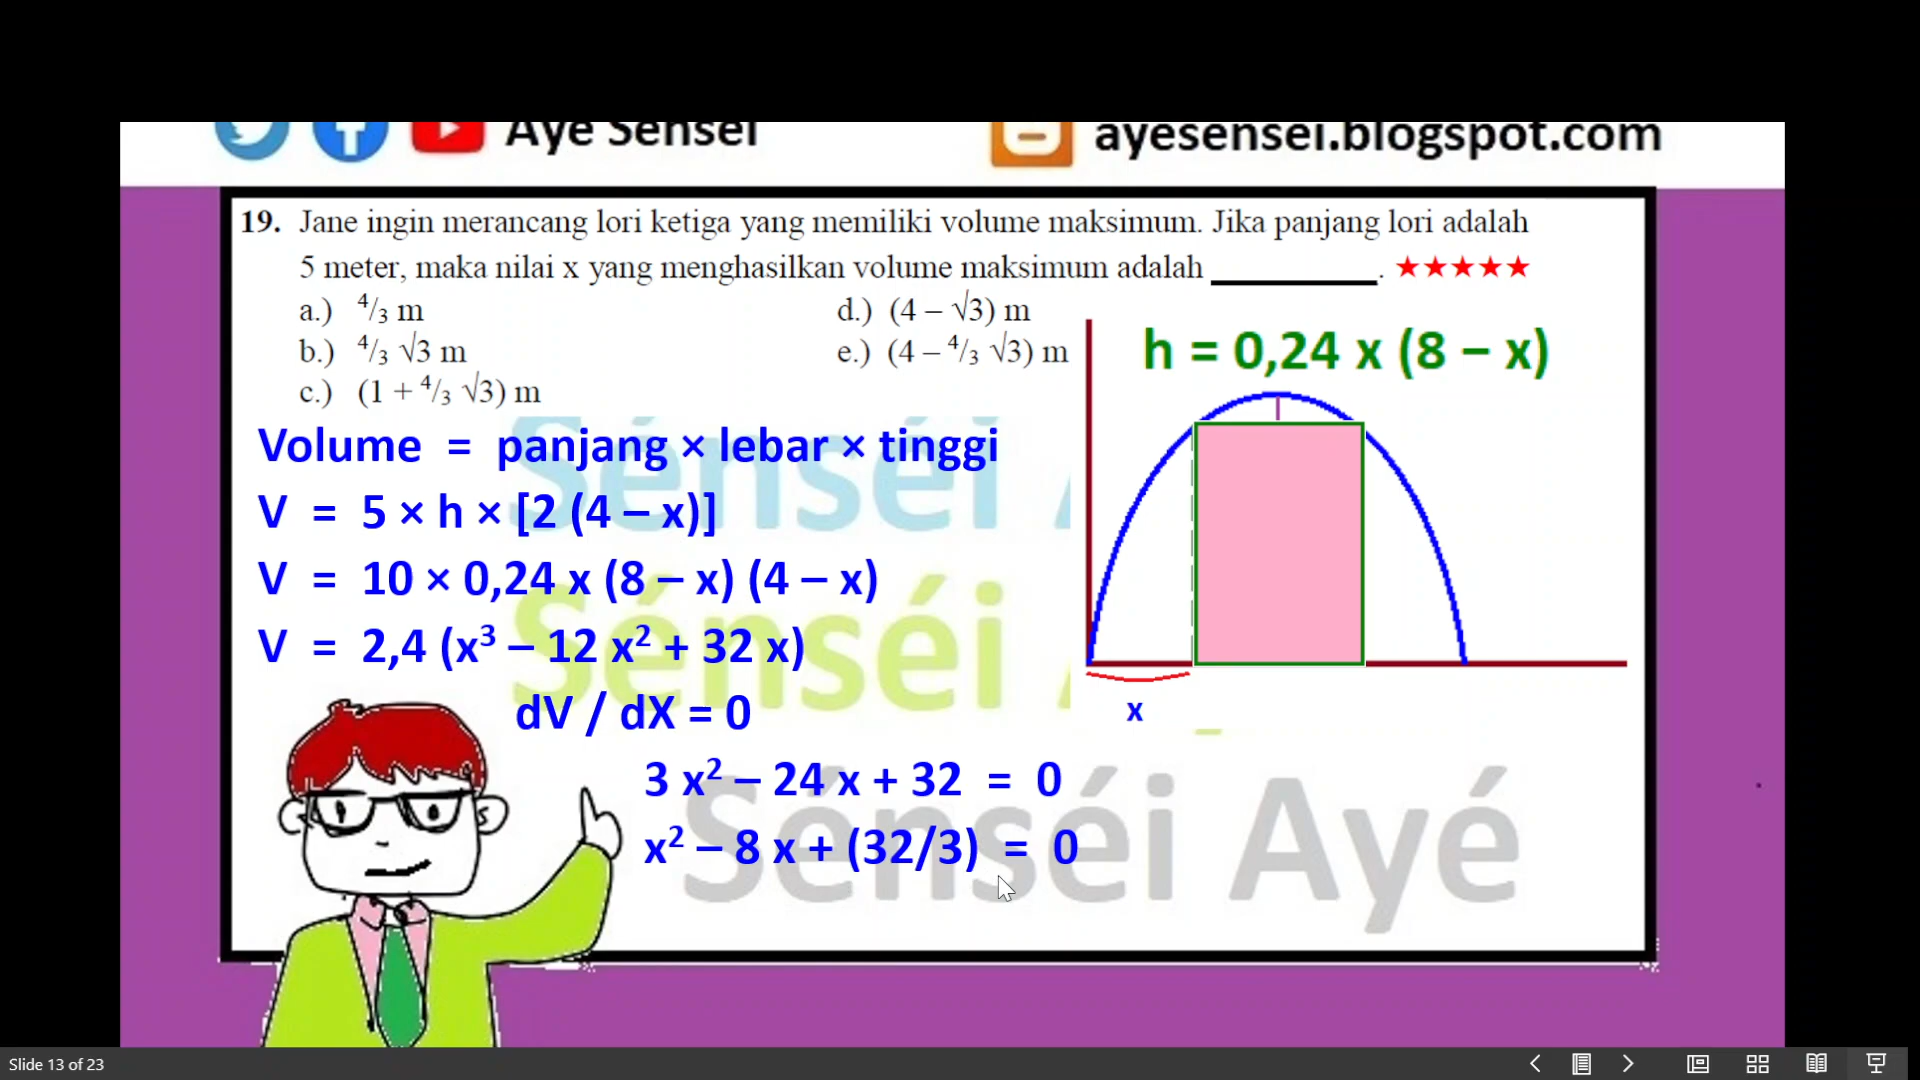 Aye Sensei
ayesensei.blogspot.com
19. Jane ingin merancang lori ketiga yang memiliki volume maksimum. Jika panjang lori adalah
5 meter, maka nilai x yang menghasilkan volume maksimum adalah __________. ★★★★★
a.) 4/3 m
b.) 4/3 √3 m
c.) (1 + 4/3 √3) m
d.) (4 – √3) m
e.) (4 – 4/3 √3) m
h = 0,24 x (8 – x)
x
Volume = panjang × lebar × tinggi
V = 5 × h × [2 (4 – x)]
V = 10 × 0,24 x (8 – x) (4 – x)
V = 2,4 (x³ – 12 x² + 32 x)
dV / dX = 0
3 x² – 24 x + 32 = 0
x² – 8 x + (32/3) = 0
Sénséi A
Sénséi
Sénséi Ayé
Slide 13 of 23